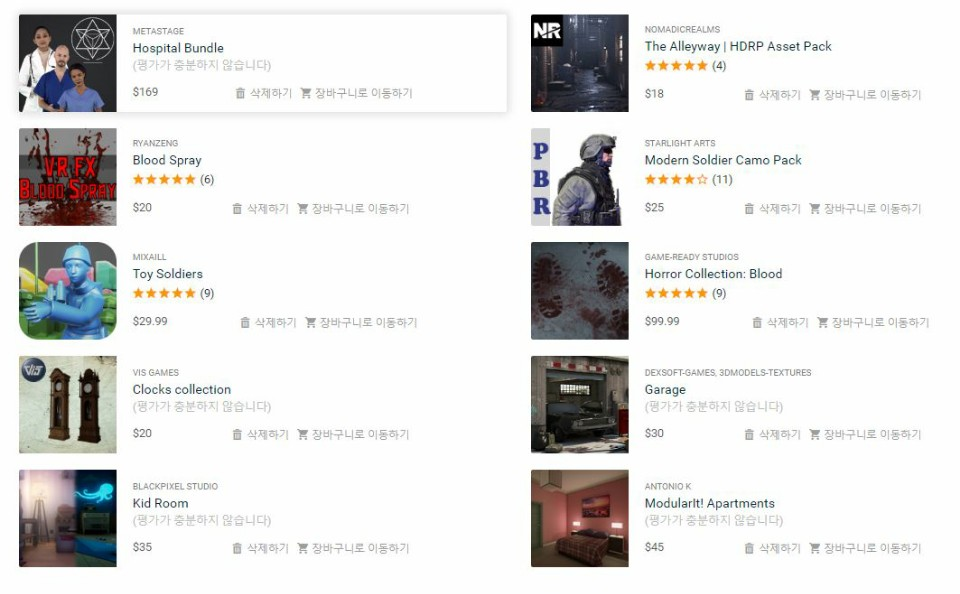 METASTAGE
Hospital Bundle
(평가가 충분하지 않습니다)
$169 삭제하기 장바구니로 이동하기
NR
NOMADICREALMS
The Alleyway | HDRP Asset Pack
(4)
$18 삭제하기 장바구니로 이동하기
VR FX
BLOOD SPRAY
RYANZENG
Blood Spray
(6)
$20 삭제하기 장바구니로 이동하기
P
B
R
STARLIGHT ARTS
Modern Soldier Camo Pack
(11)
$25 삭제하기 장바구니로 이동하기
MIXAILL
Toy Soldiers
(9)
$29.99 삭제하기 장바구니로 이동하기
GAME-READY STUDIOS
Horror Collection: Blood
(9)
$99.99 삭제하기 장바구니로 이동하기
VIS
VIS GAMES
Clocks collection
(평가가 충분하지 않습니다)
$20 삭제하기 장바구니로 이동하기
DEXSOFT-GAMES, 3DMODELS-TEXTURES
Garage
(평가가 충분하지 않습니다)
$30 삭제하기 장바구니로 이동하기
BLACKPIXEL STUDIO
Kid Room
(평가가 충분하지 않습니다)
$35 삭제하기 장바구니로 이동하기
ANTONIO K
ModularIt! Apartments
(평가가 충분하지 않습니다)
$45 삭제하기 장바구니로 이동하기